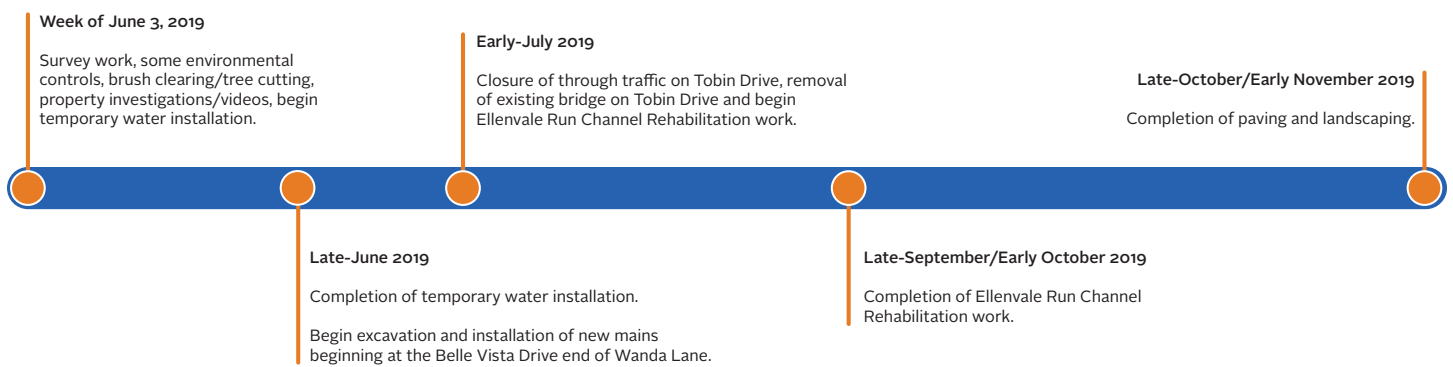 Week of June 3, 2019
Survey work, some environmental
controls, brush clearing/tree cutting,
property investigations/videos, begin
temporary water installation.
Late-June 2019
Completion of temporary water installation.
Begin excavation and installation of new mains
beginning at the Belle Vista Drive end of Wanda Lane.
Early-July 2019
Closure of through traffic on Tobin Drive, removal
of existing bridge on Tobin Drive and begin
Ellenvale Run Channel Rehabilitation work.
Late-September/Early October 2019
Completion of Ellenvale Run Channel
Rehabilitation work.
Late-October/Early November 2019
Completion of paving and landscaping.